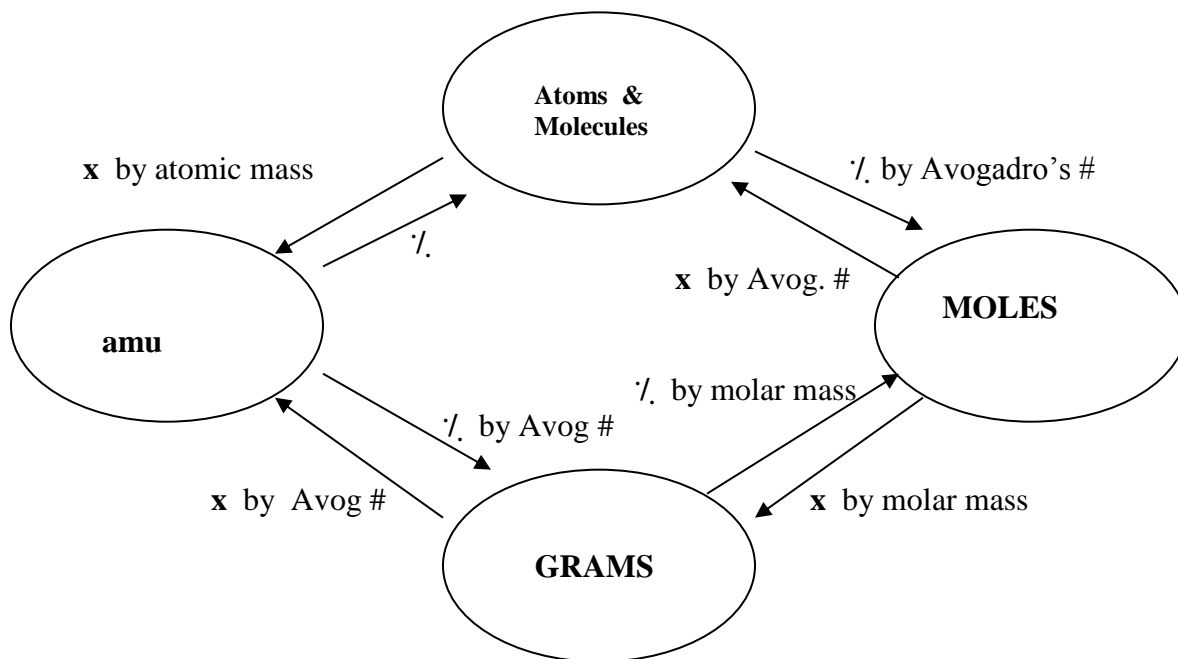 Atoms &
Molecules
x by atomic mass
·/. by Avogadro’s #
·/.
x by Avog. #
MOLES
amu
·/. by molar mass
·/. by Avog #
x by Avog #
x by molar mass
GRAMS